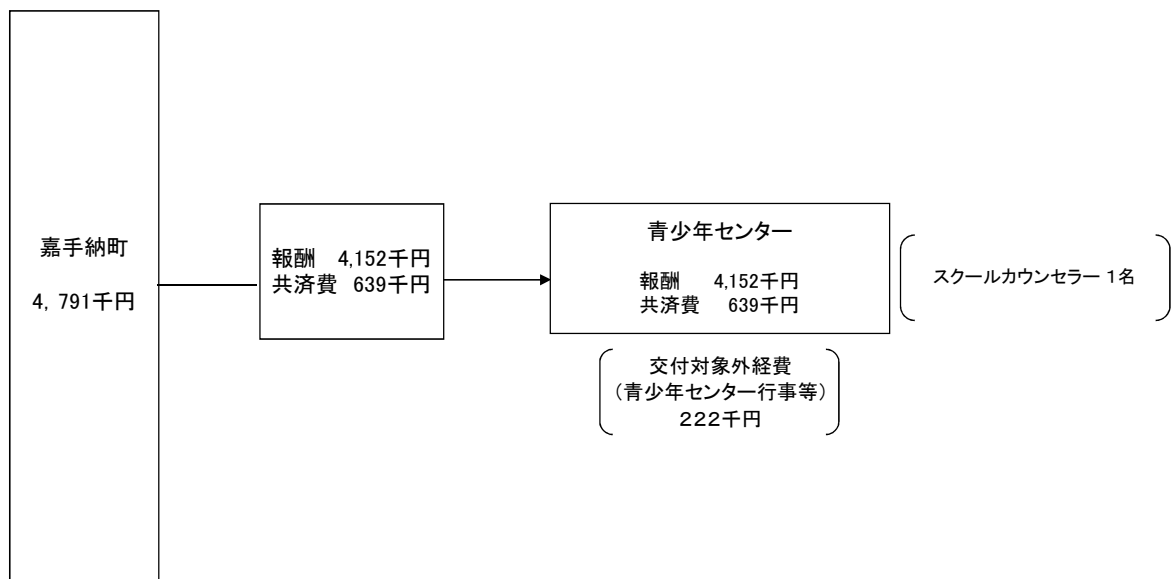 嘉手納町
4, 791千円
報酬　4,152千円
共済費　639千円
青少年センター
報酬　　4,152千円
共済費　　639千円
スクールカウンセラー 1名
交付対象外経費
（青少年センター行事等）
２２２千円